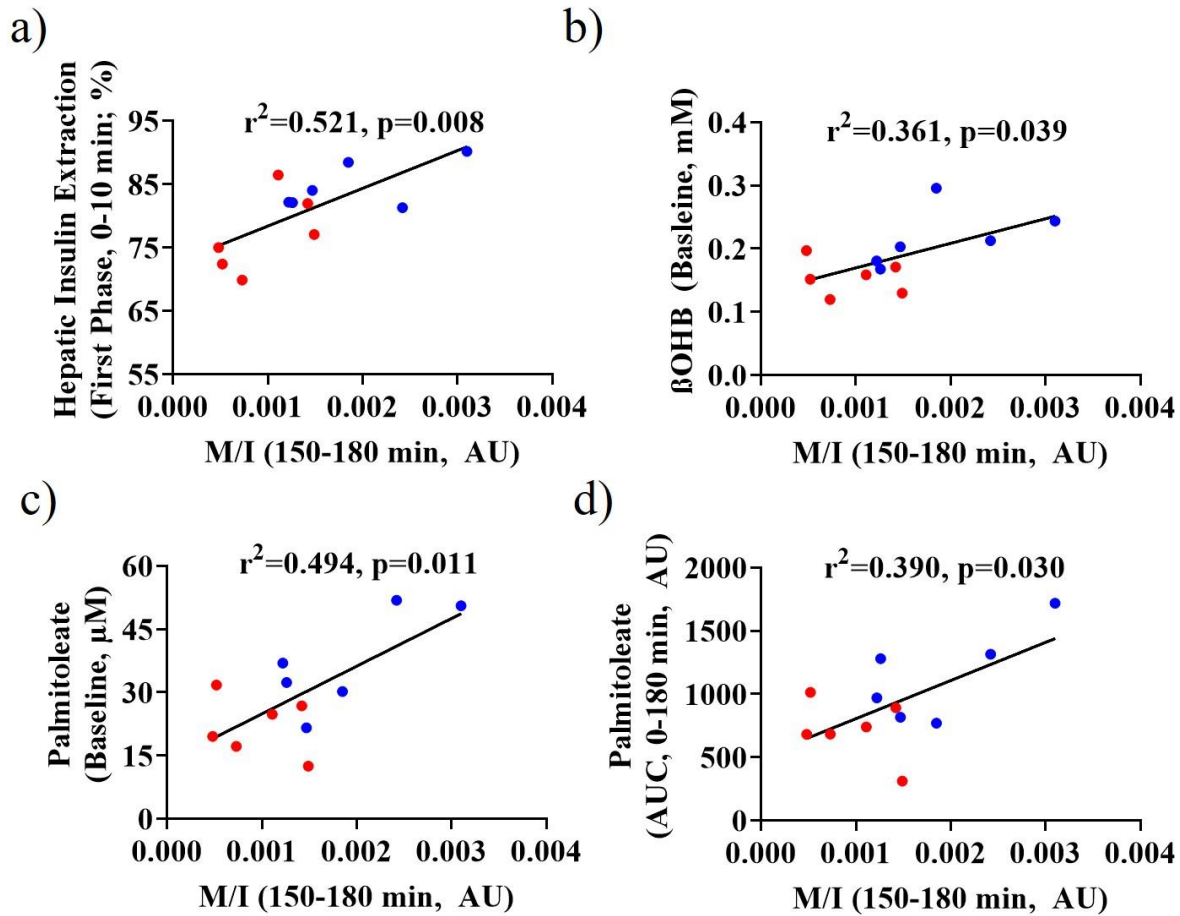 a)
Hepatic Insulin Extraction
(First Phase, 0-10 min; %)
95
85
75
65
55
r²=0.521, p=0.008
0.000 0.001 0.002 0.003 0.004
M/I (150-180 min, AU)
b)
βOHB (Basleine, mM)
0.4
0.3
0.2
0.1
0.0
r²=0.361, p=0.039
0.000 0.001 0.002 0.003 0.004
M/I (150-180 min, AU)
c)
Palmitoleate
(Baseline, µM)
60
45
30
15
0
r²=0.494, p=0.011
0.000 0.001 0.002 0.003 0.004
M/I (150-180 min, AU)
d)
Palmitoleate
(AUC, 0-180 min, AU)
2000
1500
1000
500
0
r²=0.390, p=0.030
0.000 0.001 0.002 0.003 0.004
M/I (150-180 min, AU)